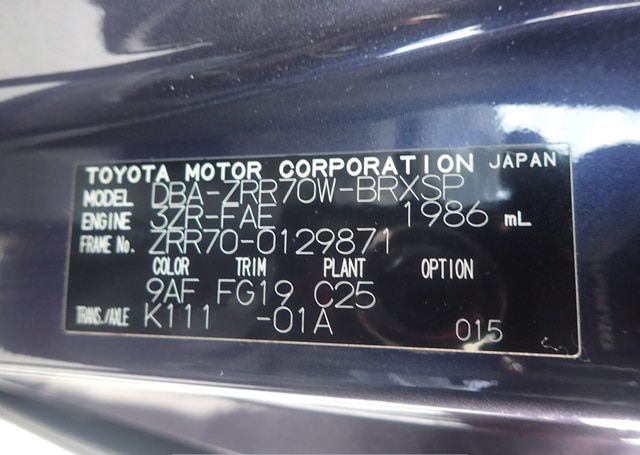 TOYOTA MOTOR CORPORATION JAPAN
MODEL DBA-ZRR70W-BRXSP
ENGINE 3ZR-FAE 1986 mL
FRAME No. ZRR70-0129871
COLOR TRIM PLANT OPTION
9AF FG19 C25
TRANS./AXLE K111 -01A 015